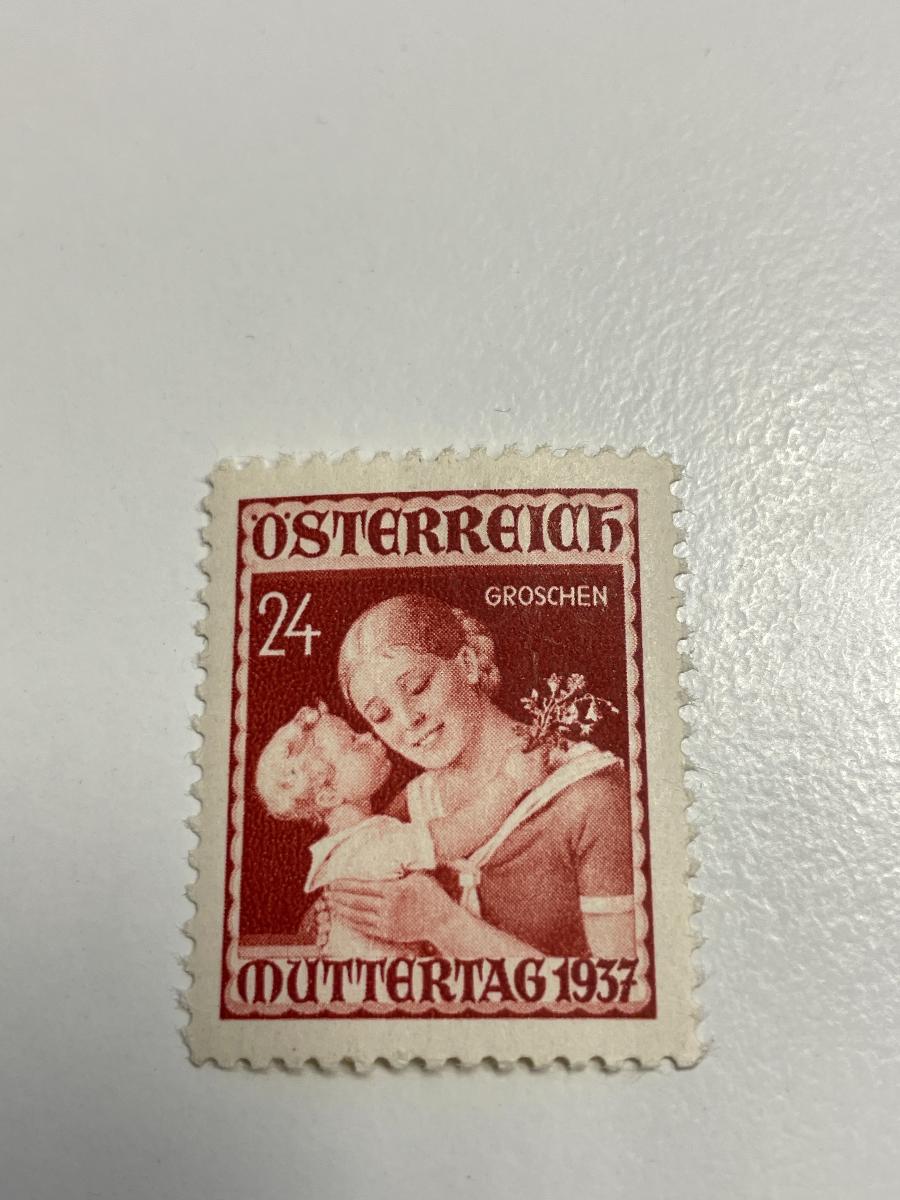 ÖSTERREICH
24 GROSCHEN
MUTTERTAG 1937